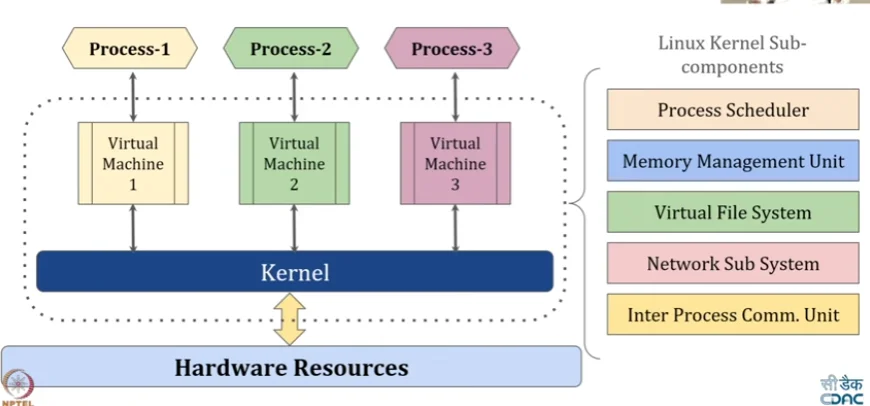 Process-1
Process-2
Process-3
Virtual
Machine
1
Virtual
Machine
2
Virtual
Machine
3
Kernel
Hardware Resources
Linux Kernel Sub-
components
Process Scheduler
Memory Management Unit
Virtual File System
Network Sub System
Inter Process Comm. Unit
NPTEL
सी डैक
CDAC